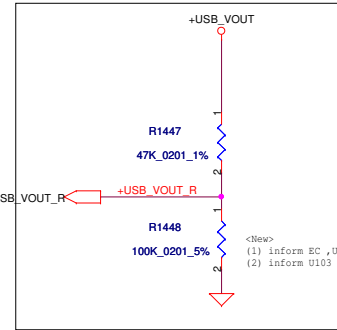 +USB_VOUT
1
R1447
47K_0201_1%
2
SB_VOUT_R
+USB_VOUT_R
1
R1448
100K_0201_5%
<New>
(1) inform EC ,U
2
(2) inform U103